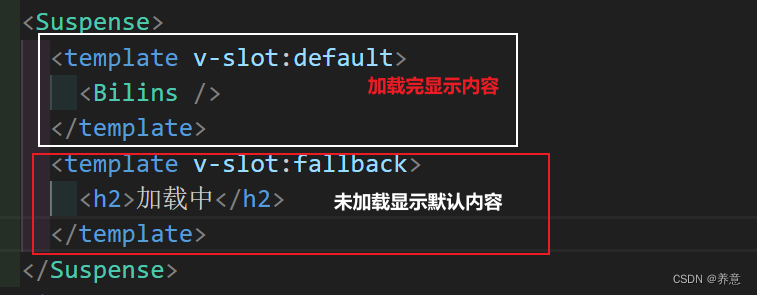 <Suspense>
<template v-slot:default>
<Bilins />
加载完显示内容
</template>
<template v-slot:fallback>
<h2>加载中</h2>
未加载显示默认内容
</template>
</Suspense>
CSDN @养意